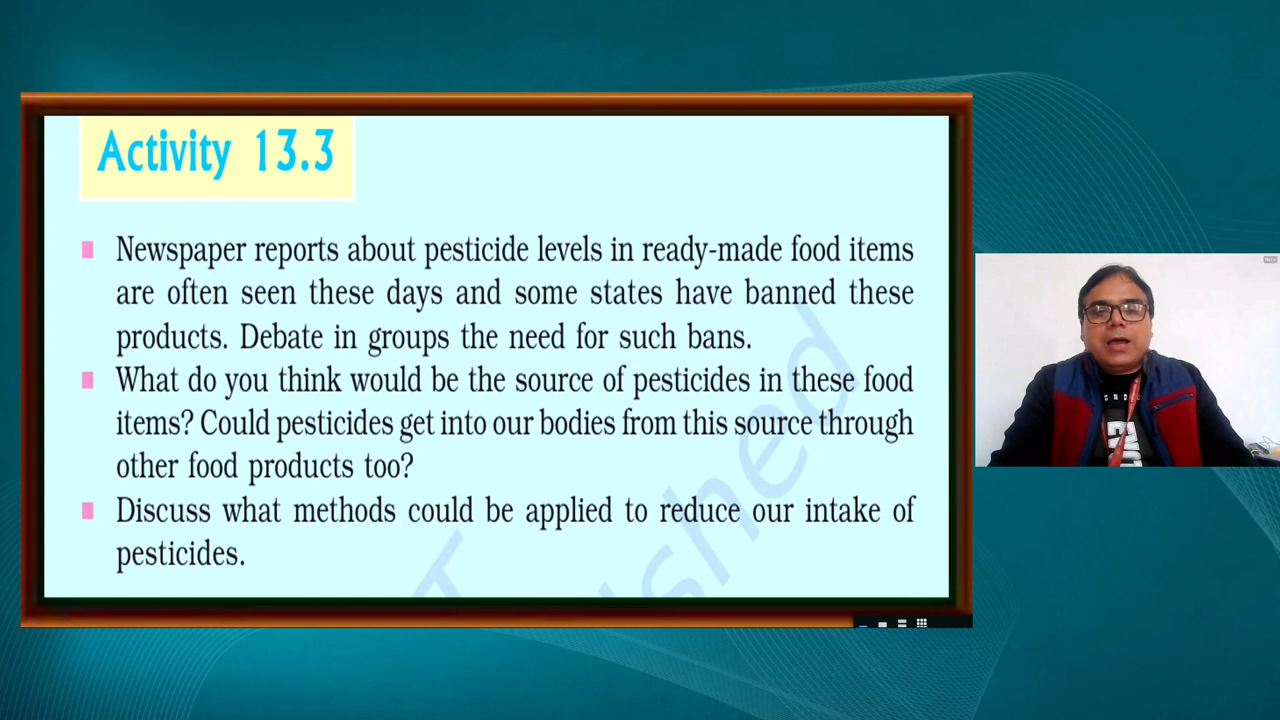 Activity 13.3
Newspaper reports about pesticide levels in ready-made food items
are often seen these days and some states have banned these
products. Debate in groups the need for such bans.
What do you think would be the source of pesticides in these food
items? Could pesticides get into our bodies from this source through
other food products too?
Discuss what methods could be applied to reduce our intake of
pesticides.